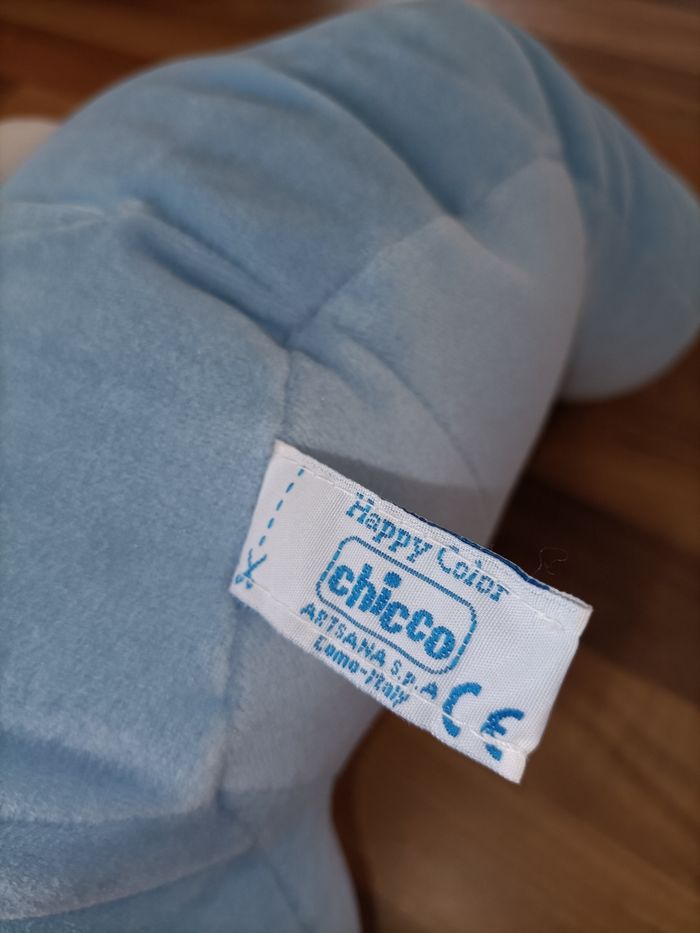 Happy Color
chicco
ARTSANA S.p.A
Como-Italy
CE